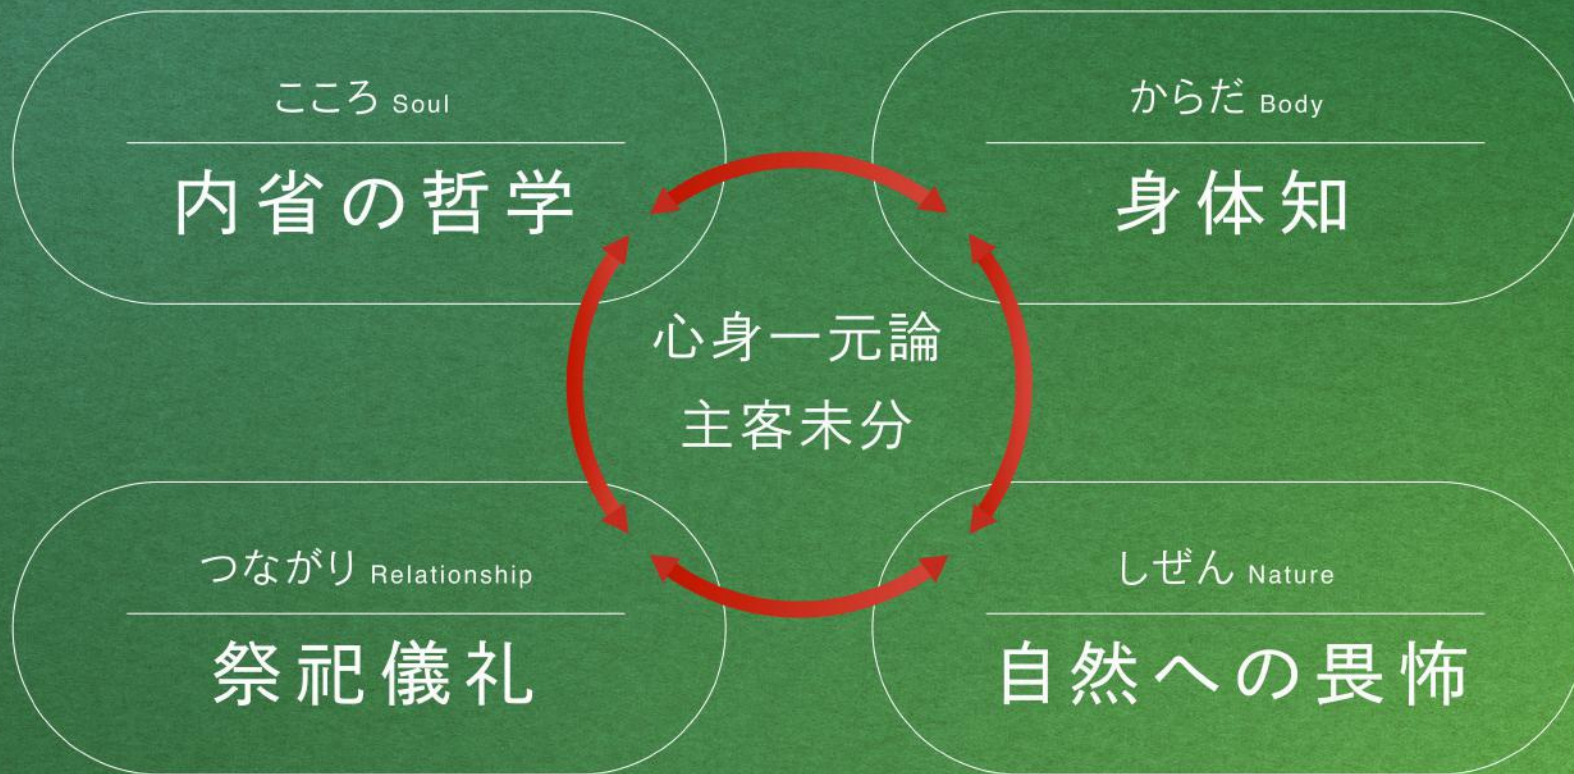 こころ Soul
内省の哲学
からだ Body
身体知
心身一元論
主客未分
つながり Relationship
祭祀儀礼
しぜん Nature
自然への畏怖